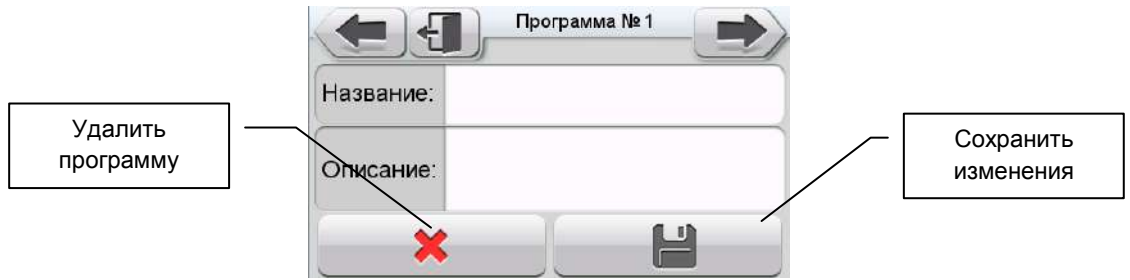 Программа № 1
Название:
Удалить
программу
Сохранить
изменения
Описание: